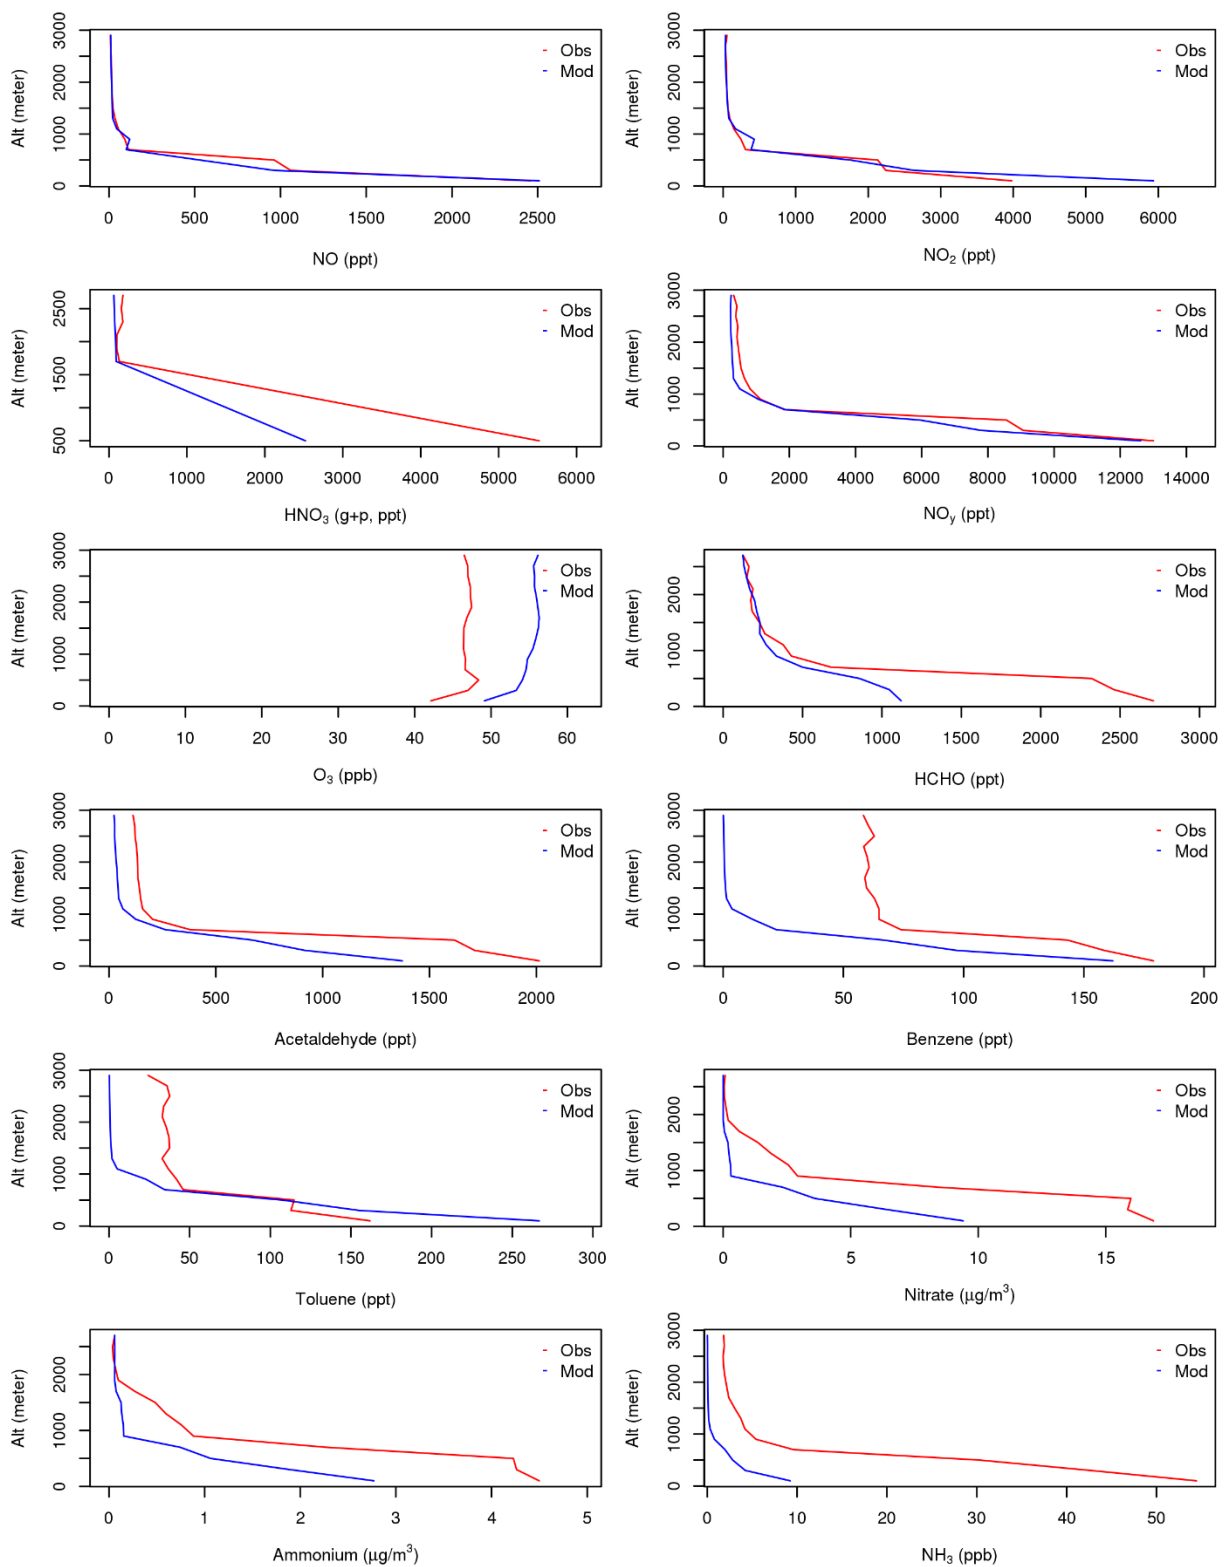 Alt (meter)
0 1000 2000 3000
Obs
Mod
0 500 1000 1500 2000 2500
NO (ppt)
Alt (meter)
0 1000 2000 3000
Obs
Mod
0 1000 2000 3000 4000 5000 6000
NO₂ (ppt)
Alt (meter)
500 1500 2500
Obs
Mod
0 1000 2000 3000 4000 5000 6000
HNO₃ (g+p, ppt)
Alt (meter)
0 1000 2000 3000
Obs
Mod
0 2000 4000 6000 8000 10000 12000 14000
NOy (ppt)
Alt (meter)
0 1000 2000 3000
Obs
Mod
0 10 20 30 40 50 60
O₃ (ppb)
Alt (meter)
0 1000 2000
Obs
Mod
0 500 1000 1500 2000 2500 3000
HCHO (ppt)
Alt (meter)
0 1000 2000 3000
Obs
Mod
0 500 1000 1500 2000
Acetaldehyde (ppt)
Alt (meter)
0 1000 2000 3000
Obs
Mod
0 50 100 150 200
Benzene (ppt)
Alt (meter)
0 1000 2000 3000
Obs
Mod
0 50 100 150 200 250 300
Toluene (ppt)
Alt (meter)
0 1000 2000
Obs
Mod
0 5 10 15
Nitrate (μg/m³)
Alt (meter)
0 1000 2000
Obs
Mod
0 1 2 3 4 5
Ammonium (μg/m³)
Alt (meter)
0 1000 2000 3000
Obs
Mod
0 10 20 30 40 50
NH₃ (ppb)